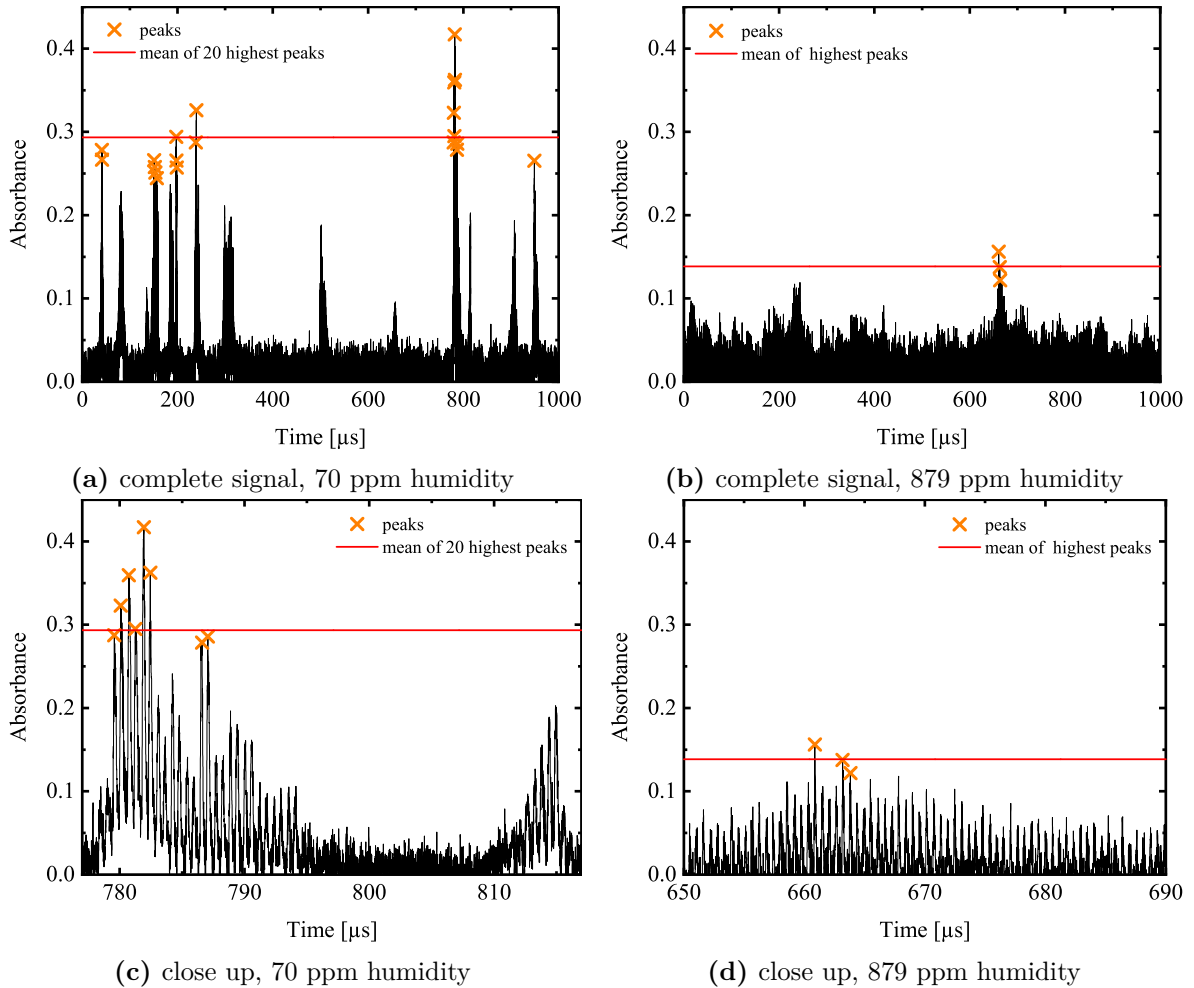 peaks
mean of 20 highest peaks
0.4
0.3
0.2
0.1
0.0
Absorbance
0 200 400 600 800 1000
Time [µs]
(a) complete signal, 70 ppm humidity
peaks
mean of  highest peaks
0.4
0.3
0.2
0.1
0.0
Absorbance
0 200 400 600 800 1000
Time [µs]
(b) complete signal, 879 ppm humidity
peaks
mean of 20 highest peaks
0.4
0.3
0.2
0.1
0.0
Absorbance
780 790 800 810
Time [µs]
(c) close up, 70 ppm humidity
peaks
mean of  highest peaks
0.4
0.3
0.2
0.1
0.0
Absorbance
650 660 670 680 690
Time [µs]
(d) close up, 879 ppm humidity